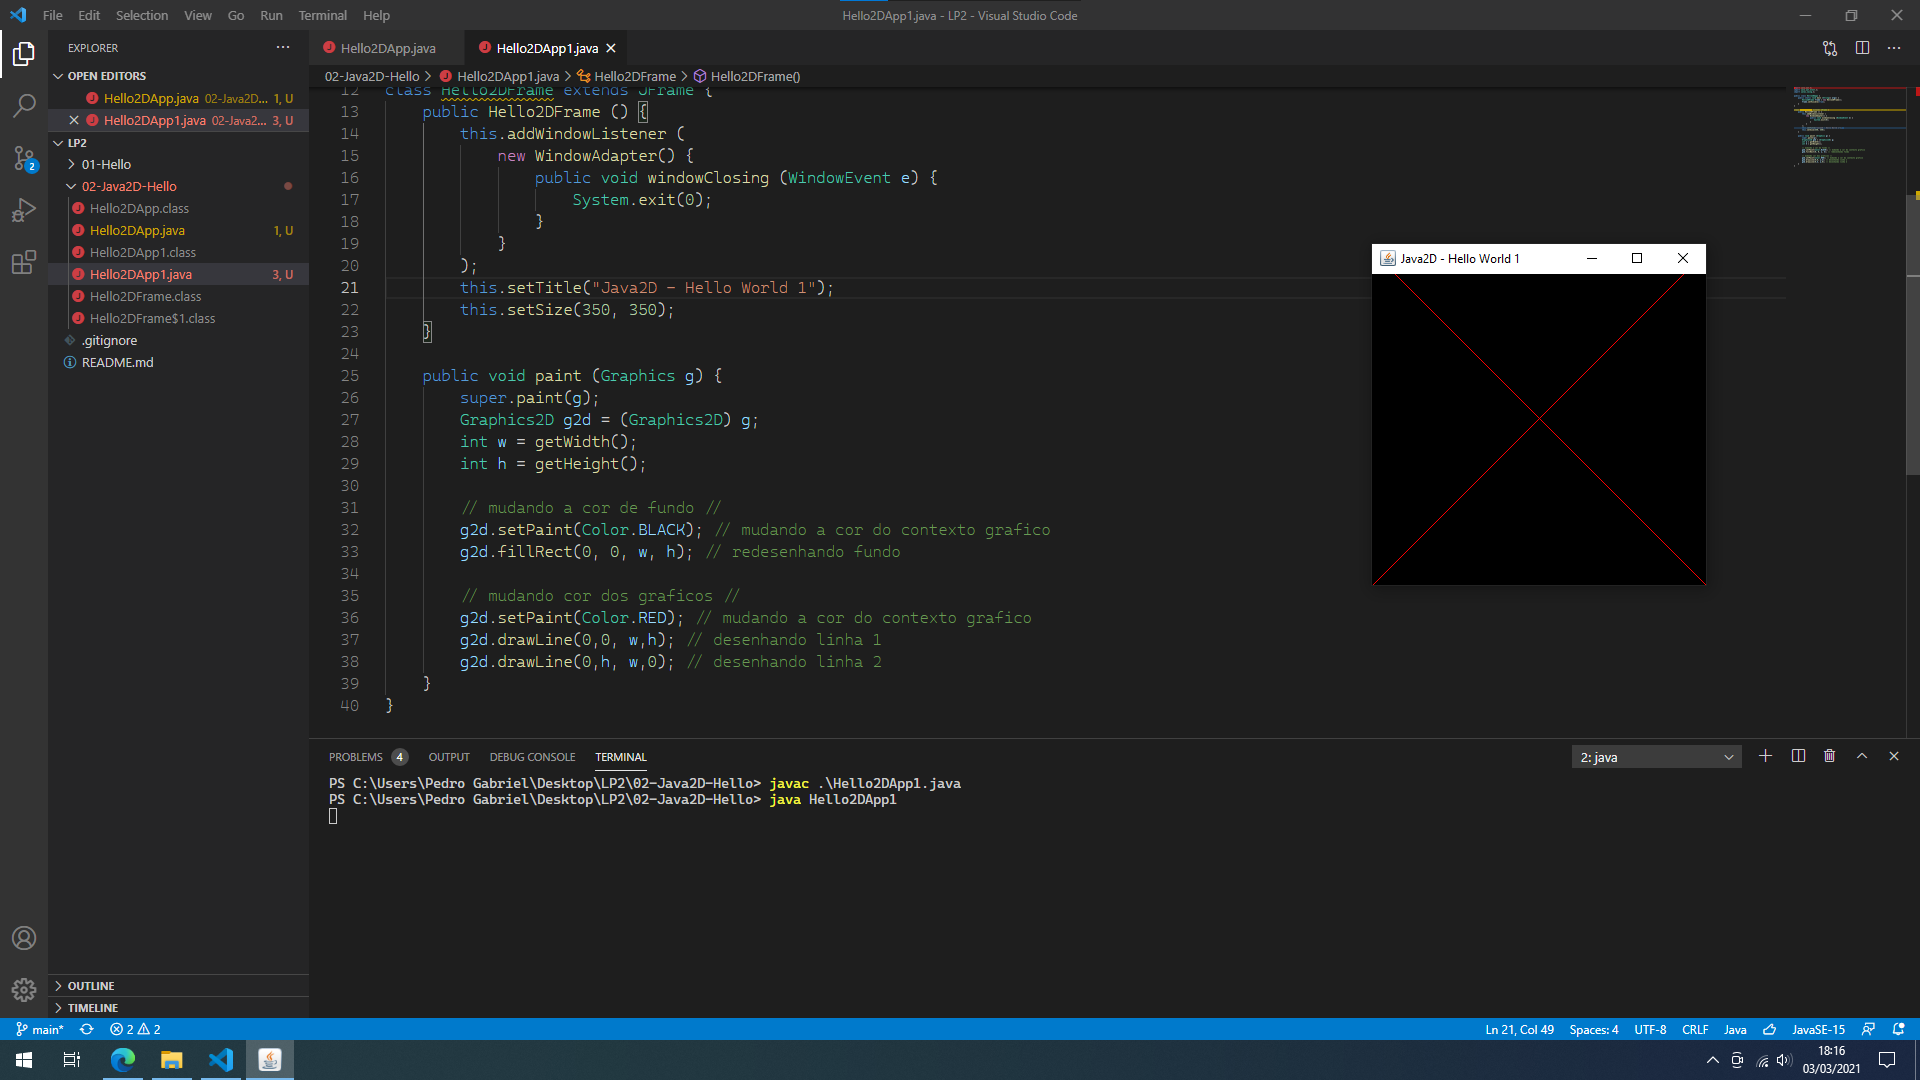 File Edit Selection View Go Run Terminal Help
Hello2DApp1.java - LP2 - Visual Studio Code
EXPLORER
OPEN EDITORS
Hello2DApp.java 02-Java2D... 1, U
Hello2DApp1.java 02-Java2... 3, U
LP2
01-Hello
02-Java2D-Hello
Hello2DApp.class
Hello2DApp.java 1, U
Hello2DApp1.class
Hello2DApp1.java 3, U
Hello2DFrame.class
Hello2DFrame$1.class
.gitignore
README.md
OUTLINE
TIMELINE
2
Hello2DApp.java
Hello2DApp1.java
02-Java2D-Hello > Hello2DApp1.java > Hello2DFrame > Hello2DFrame()
12 class Hello2DFrame extends JFrame {
13 public Hello2DFrame () {
14 this.addWindowListener (
15 new WindowAdapter() {
16 public void windowClosing (WindowEvent e) {
17 System.exit(0);
18 }
19 }
20 );
21 this.setTitle("Java2D - Hello World 1");
22 this.setSize(350, 350);
23 }
24
25 public void paint (Graphics g) {
26 super.paint(g);
27 Graphics2D g2d = (Graphics2D) g;
28 int w = getWidth();
29 int h = getHeight();
30
31 // mudando a cor de fundo //
32 g2d.setPaint(Color.BLACK); // mudando a cor do contexto grafico
33 g2d.fillRect(0, 0, w, h); // redesenhando fundo
34
35 // mudando cor dos graficos //
36 g2d.setPaint(Color.RED); // mudando a cor do contexto grafico
37 g2d.drawLine(0,0, w,h); // desenhando linha 1
38 g2d.drawLine(0,h, w,0); // desenhando linha 2
39 }
40 }
Java2D - Hello World 1
PROBLEMS 4 OUTPUT DEBUG CONSOLE TERMINAL
2: java
PS C:\Users\Pedro Gabriel\Desktop\LP2\02-Java2D-Hello> javac .\Hello2DApp1.java
PS C:\Users\Pedro Gabriel\Desktop\LP2\02-Java2D-Hello> java Hello2DApp1
main* 2 2
Ln 21, Col 49 Spaces: 4 UTF-8 CRLF Java JavaSE-15
18:16
03/03/2021